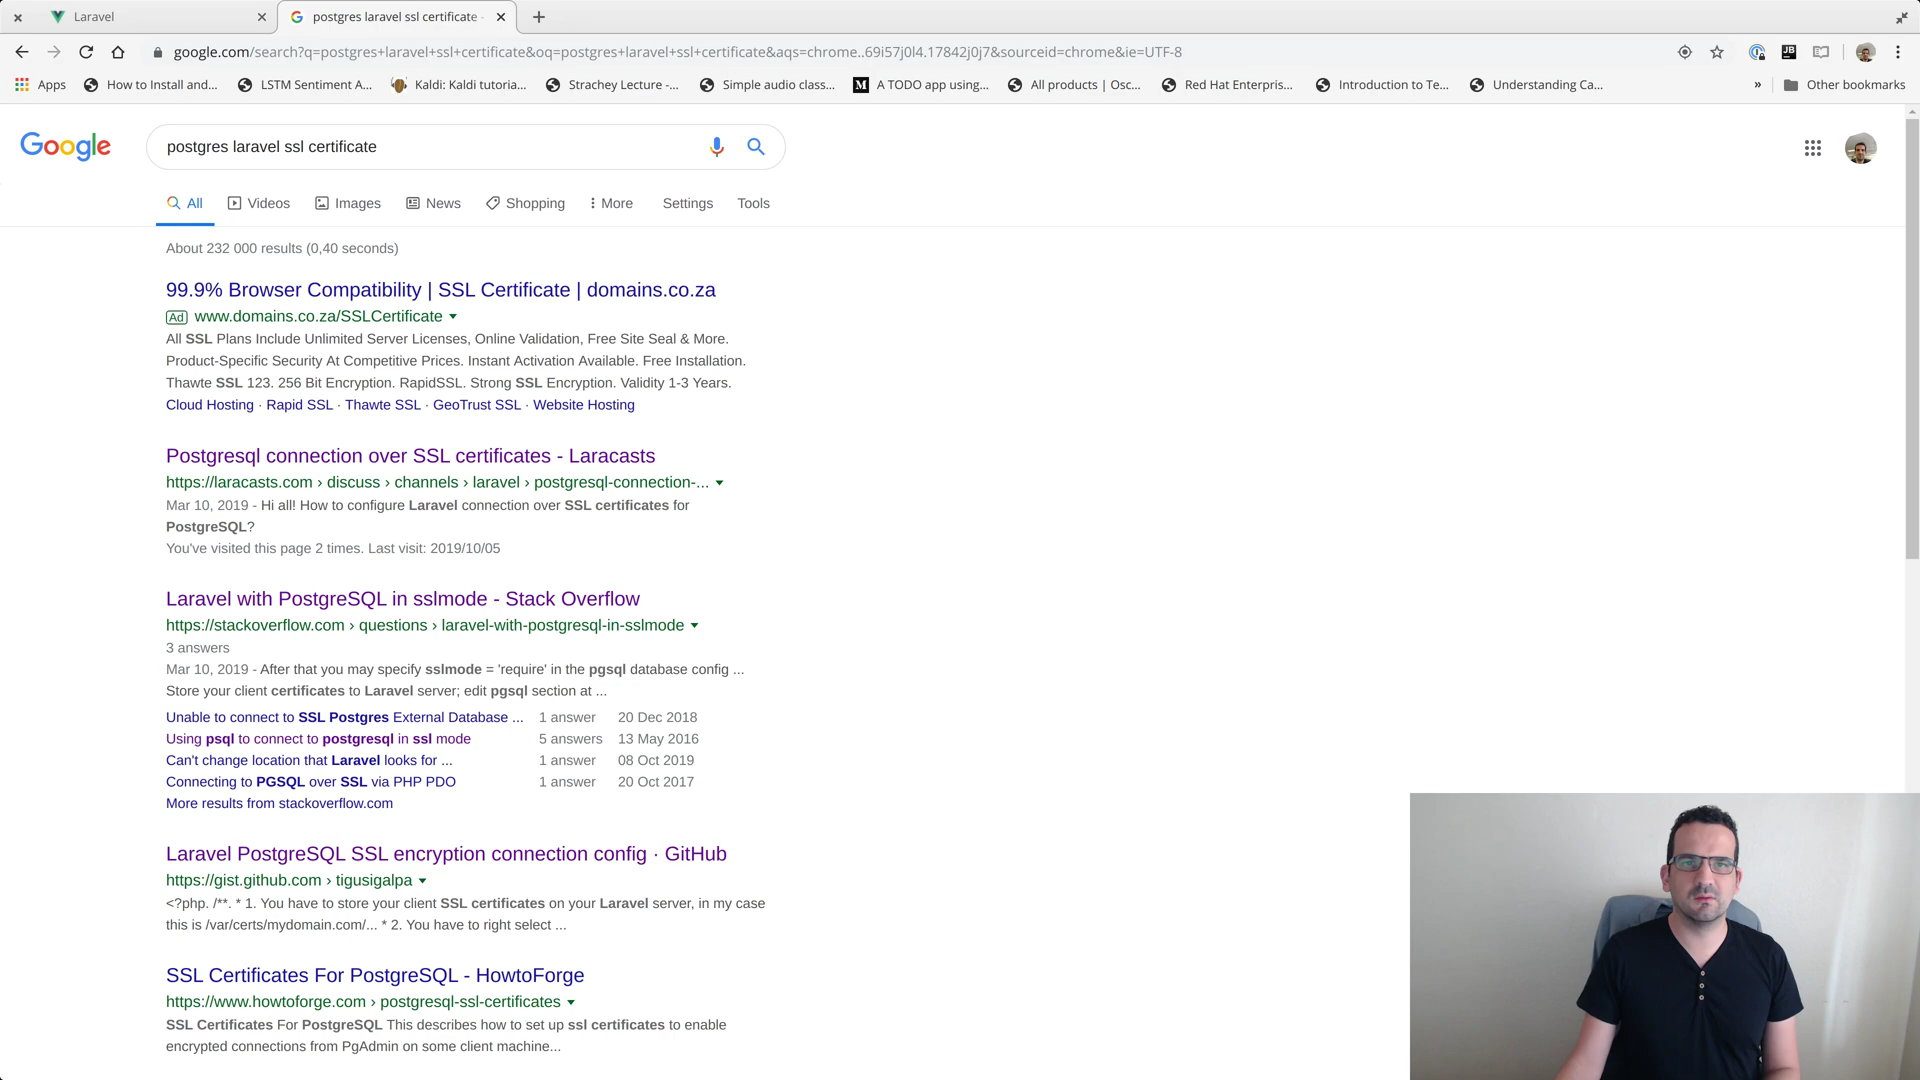 Laravel
postgres laravel ssl certificate -
google.com/search?q=postgres+laravel+ssl+certificate&oq=postgres+laravel+ssl+certificate&aqs=chrome..69i57j0l4.17842j0j7&sourceid=chrome&ie=UTF-8
JB
Apps
How to Install and...
LSTM Sentiment A...
Kaldi: Kaldi tutoria...
Strachey Lecture -...
Simple audio class...
M
A TODO app using...
All products | Osc...
Red Hat Enterpris...
Introduction to Te...
Understanding Ca...
»
Other bookmarks
Google
postgres laravel ssl certificate
All
Videos
Images
News
Shopping
More
Settings
Tools
About 232 000 results (0,40 seconds)
99.9% Browser Compatibility | SSL Certificate | domains.co.za
Ad www.domains.co.za/SSLCertificate
All SSL Plans Include Unlimited Server Licenses, Online Validation, Free Site Seal & More.
Product-Specific Security At Competitive Prices. Instant Activation Available. Free Installation.
Thawte SSL 123. 256 Bit Encryption. RapidSSL. Strong SSL Encryption. Validity 1-3 Years.
Cloud Hosting · Rapid SSL · Thawte SSL · GeoTrust SSL · Website Hosting
Postgresql connection over SSL certificates - Laracasts
https://laracasts.com › discuss › channels › laravel › postgresql-connection-...
Mar 10, 2019 - Hi all! How to configure Laravel connection over SSL certificates for
PostgreSQL?
You've visited this page 2 times. Last visit: 2019/10/05
Laravel with PostgreSQL in sslmode - Stack Overflow
https://stackoverflow.com › questions › laravel-with-postgresql-in-sslmode
3 answers
Mar 10, 2019 - After that you may specify sslmode = 'require' in the pgsql database config ...
Store your client certificates to Laravel server; edit pgsql section at ...
Unable to connect to SSL Postgres External Database ... 1 answer 20 Dec 2018
Using psql to connect to postgresql in ssl mode 5 answers 13 May 2016
Can't change location that Laravel looks for ... 1 answer 08 Oct 2019
Connecting to PGSQL over SSL via PHP PDO 1 answer 20 Oct 2017
More results from stackoverflow.com
Laravel PostgreSQL SSL encryption connection config · GitHub
https://gist.github.com › tigusigalpa
<?php. /**. * 1. You have to store your client SSL certificates on your Laravel server, in my case
this is /var/certs/mydomain.com/... * 2. You have to right select ...
SSL Certificates For PostgreSQL - HowtoForge
https://www.howtoforge.com › postgresql-ssl-certificates
SSL Certificates For PostgreSQL This describes how to set up ssl certificates to enable
encrypted connections from PgAdmin on some client machine...